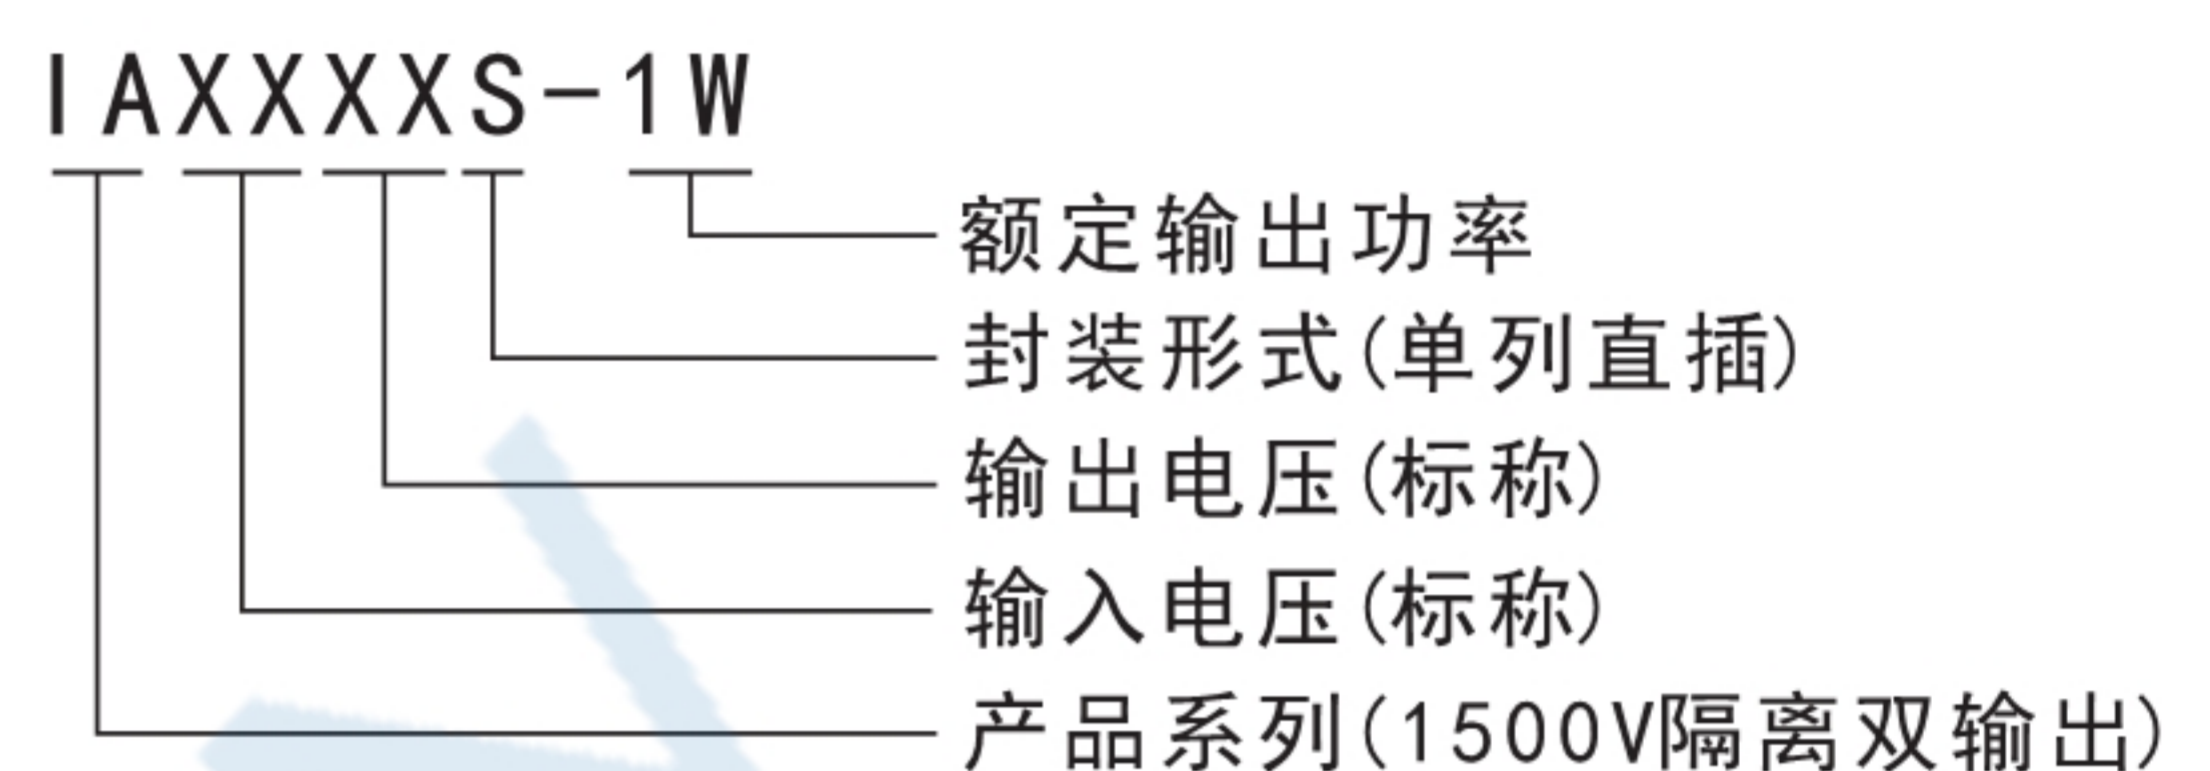 IAXXXXS-1W
额定输出功率
封装形式(单列直插)
输出电压(标称)
输入电压(标称)
产品系列(1500V隔离双输出)